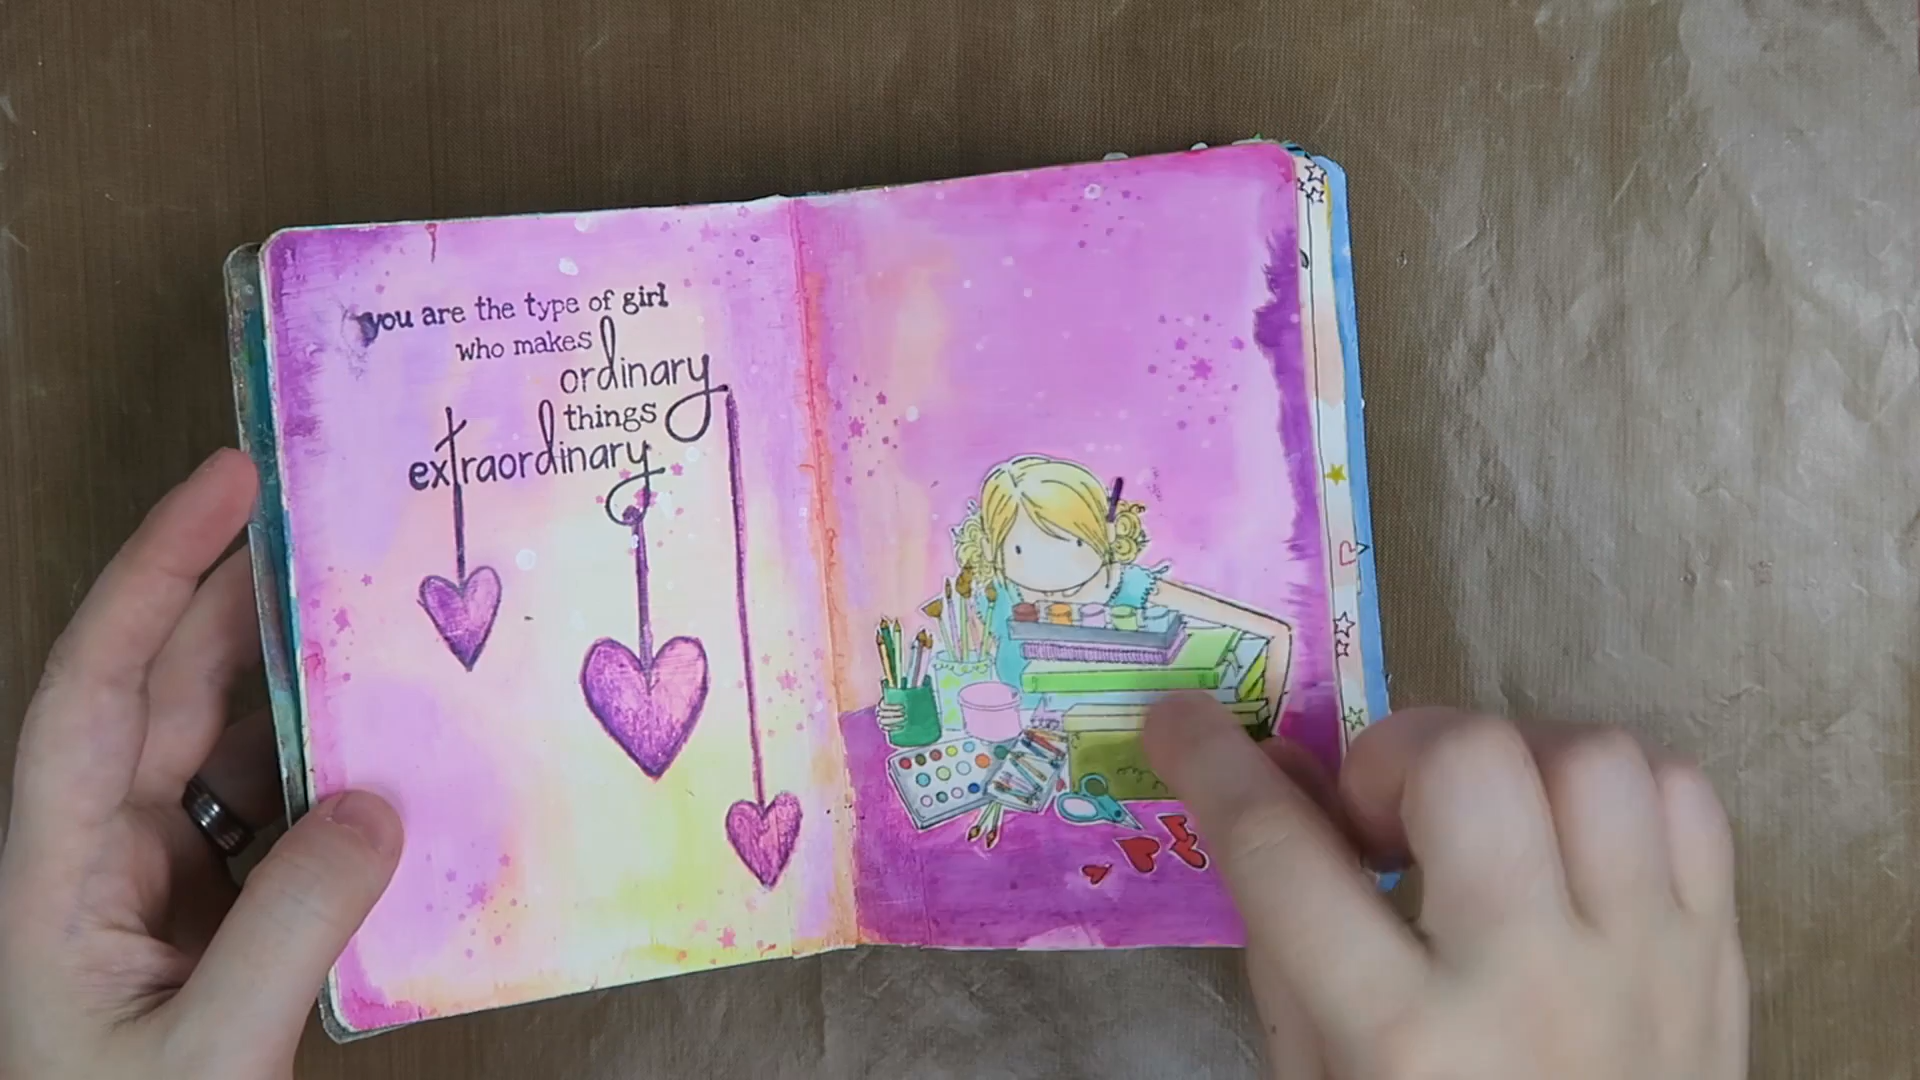 you are the type of girl
who makes
ordinary
things
extraordinary